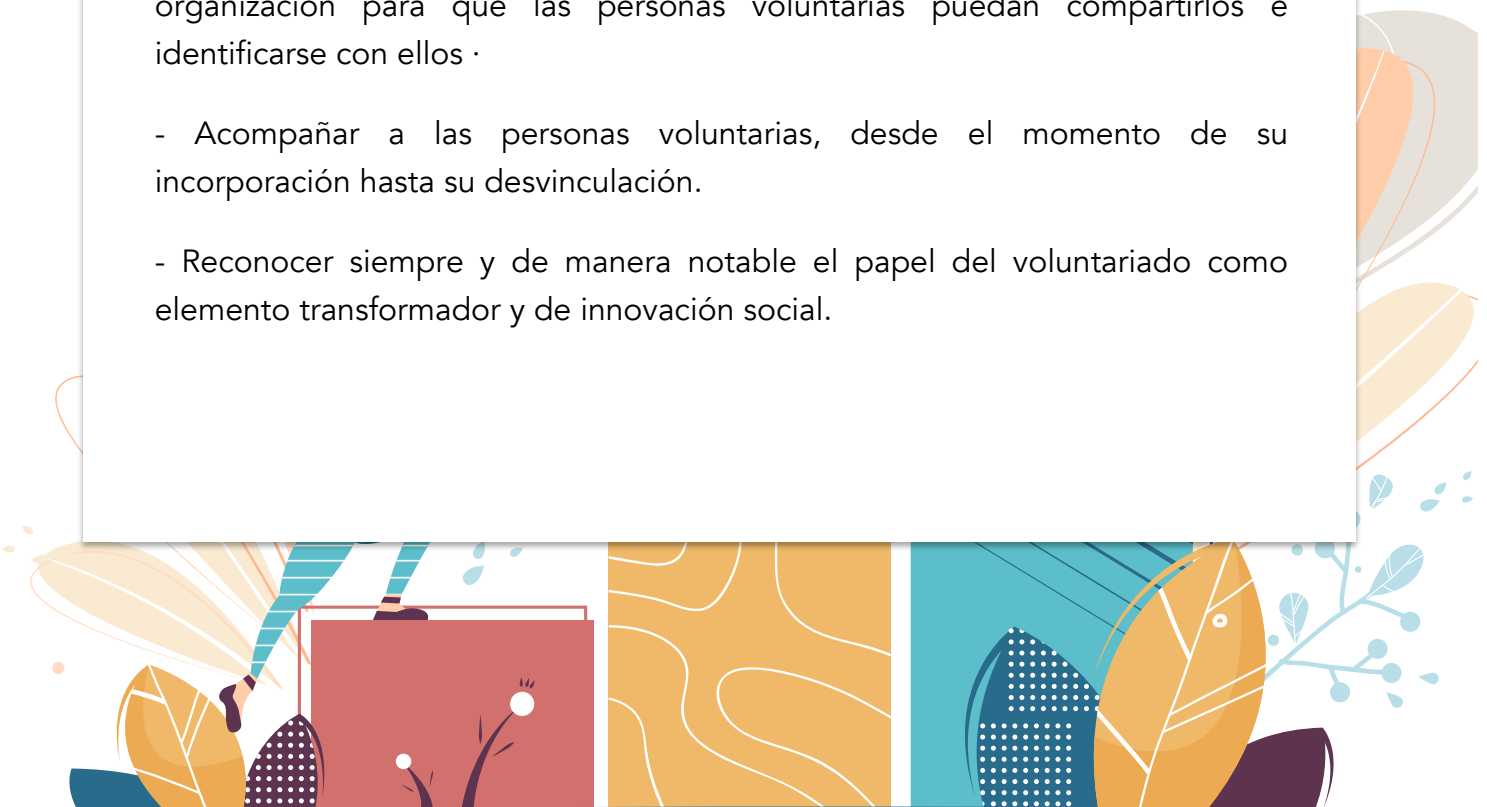 organización para que las personas voluntarias puedan compartirlos e
identificarse con ellos ·
- Acompañar a las personas voluntarias, desde el momento de su
incorporación hasta su desvinculación.
- Reconocer siempre y de manera notable el papel del voluntariado como
elemento transformador y de innovación social.